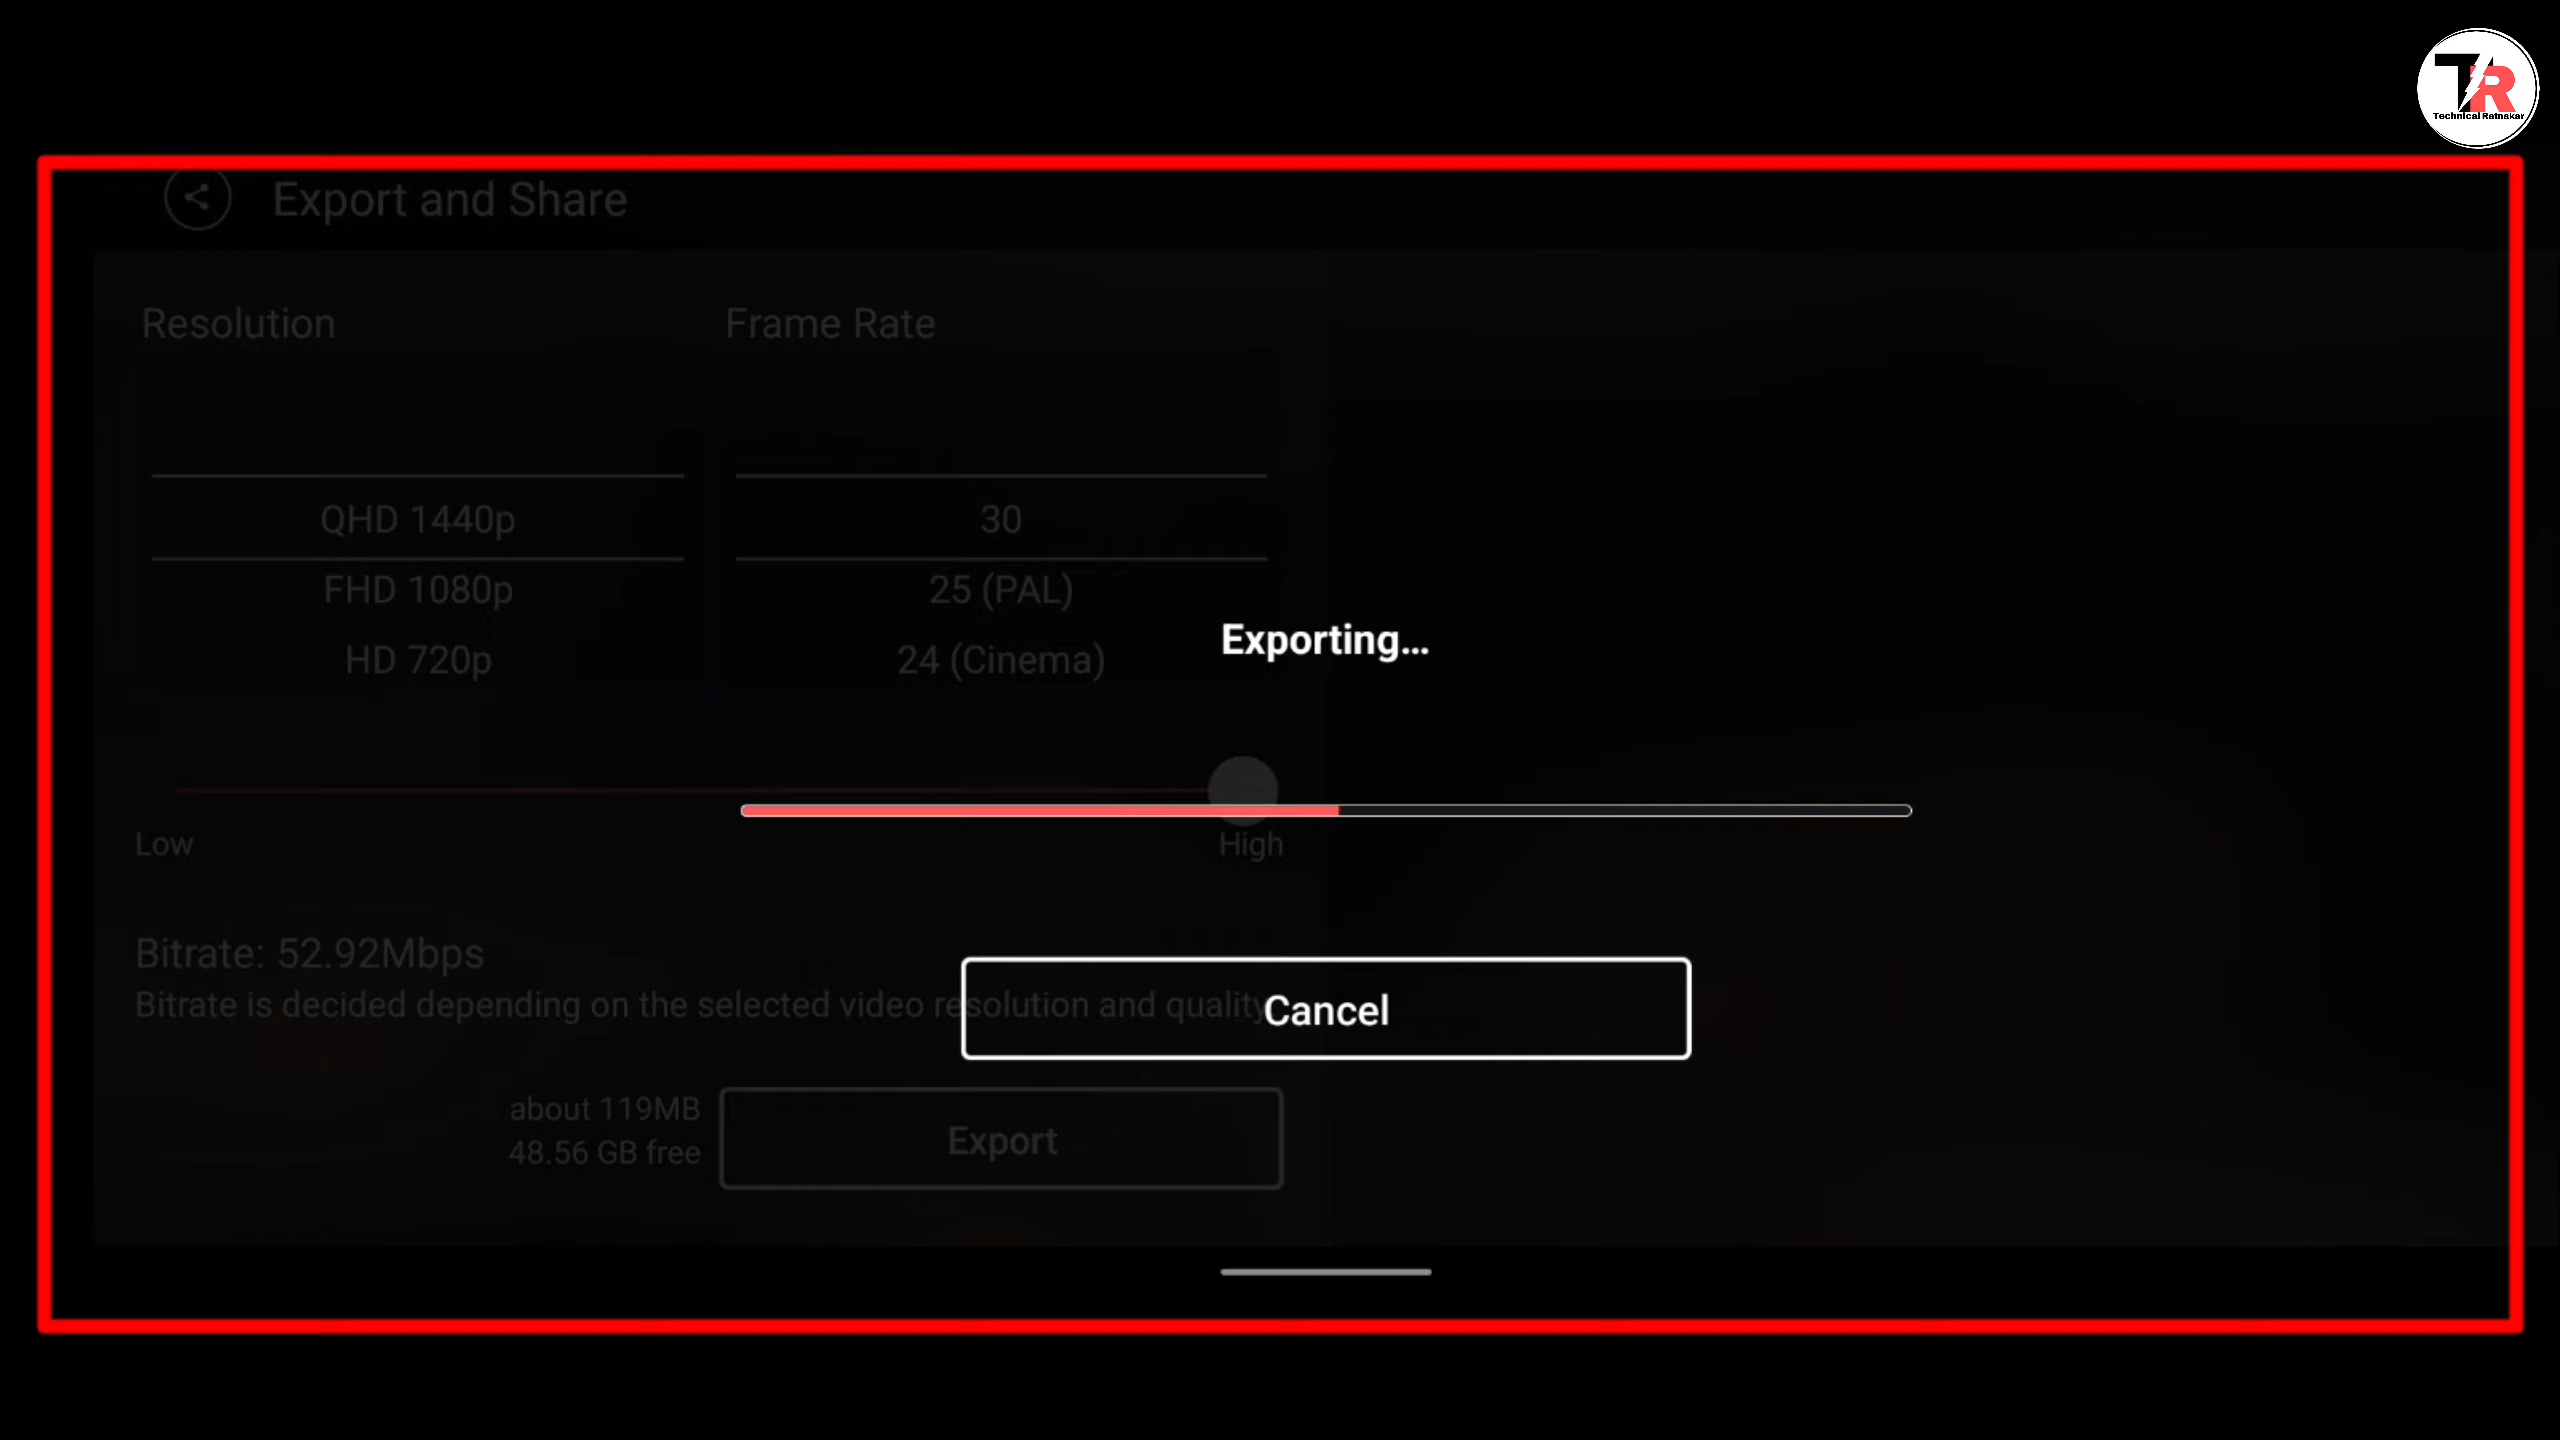 TR
Technical Ratnakar
Export and Share
Resolution
Frame Rate
QHD 1440p
30
FHD 1080p
25 (PAL)
HD 720p
24 (Cinema)
Exporting...
Low
High
Bitrate: 52.92Mbps
Bitrate is decided depending on the selected video resolution and quality
Cancel
about 119MB
48.56 GB free
Export